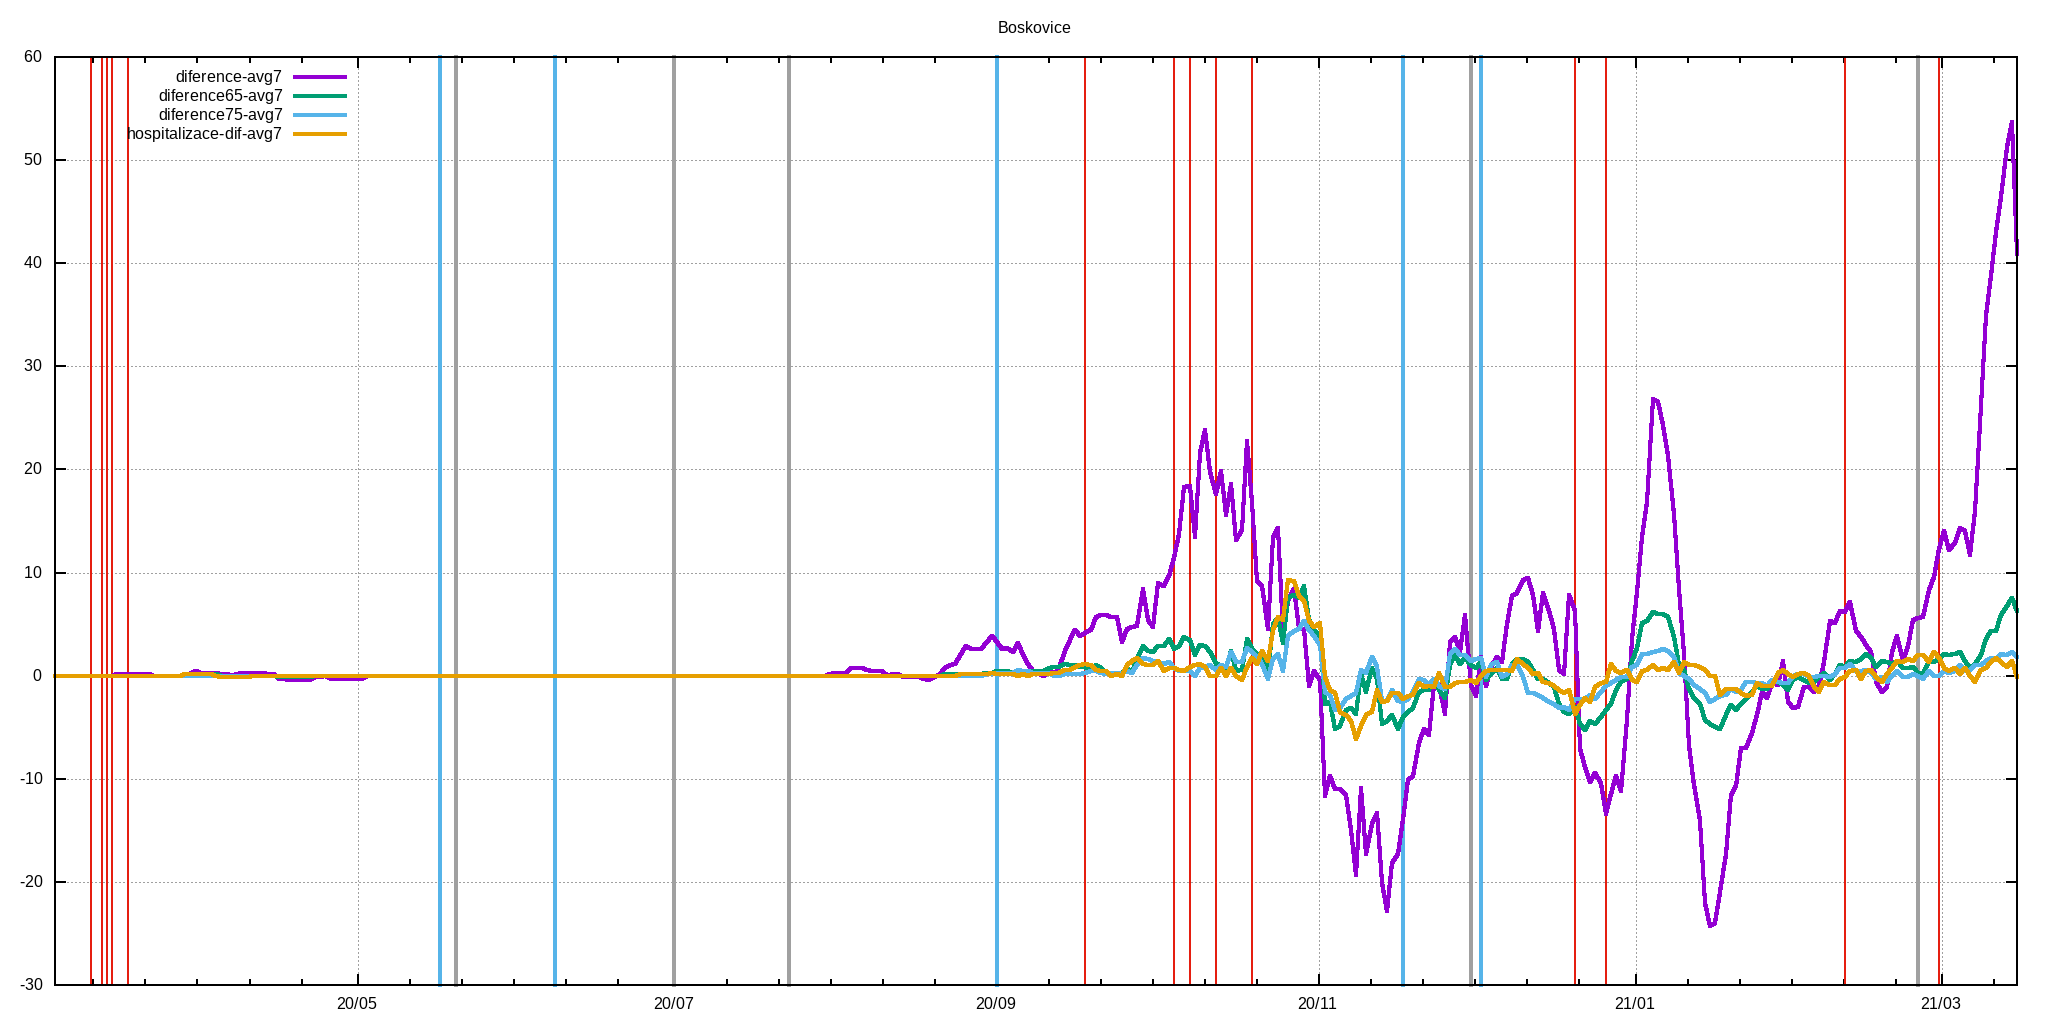 Boskovice
60
diference-avg7
diference65-avg7
diference75-avg7
hospitalizace-dif-avg7
50
40
30
20
10
0
-10
-20
-30
20/05 20/07 20/09 20/11 21/01 21/03